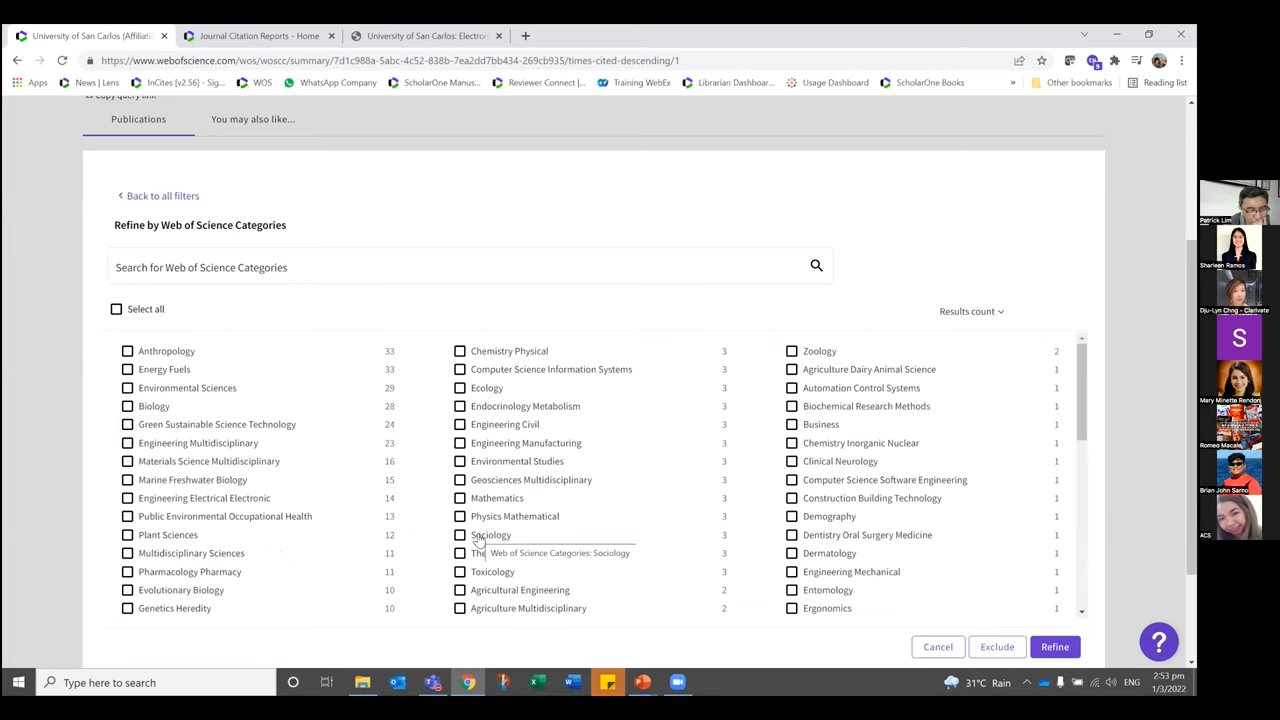 University of San Carlos (Affiliatio
Journal Citation Reports - Home
University of San Carlos: Electron
https://www.webofscience.com/wos/woscc/summary/7d1c988a-5abc-4c52-838b-7ea2dd7bb434-269cb935/times-cited-descending/1
Apps
News | Lens
InCites [v2.56] - Sig...
WOS
WhatsApp Company
ScholarOne Manus...
Reviewer Connect |...
Training WebEx
Librarian Dashboar...
Usage Dashboard
ScholarOne Books
»
Other bookmarks
Reading list
Copy query link
Publications
You may also like...
Back to all filters
Refine by Web of Science Categories
Search for Web of Science Categories
Select all
Results count
Anthropology 33
Energy Fuels 33
Environmental Sciences 29
Biology 28
Green Sustainable Science Technology 24
Engineering Multidisciplinary 23
Materials Science Multidisciplinary 16
Marine Freshwater Biology 15
Engineering Electrical Electronic 14
Public Environmental Occupational Health 13
Plant Sciences 12
Multidisciplinary Sciences 11
Pharmacology Pharmacy 11
Evolutionary Biology 10
Genetics Heredity 10
Chemistry Physical 3
Computer Science Information Systems 3
Ecology 3
Endocrinology Metabolism 3
Engineering Civil 3
Engineering Manufacturing 3
Environmental Studies 3
Geosciences Multidisciplinary 3
Mathematics 3
Physics Mathematical 3
Sociology 3
The 3
Web of Science Categories: Sociology
Toxicology 3
Agricultural Engineering 2
Agriculture Multidisciplinary 2
Zoology 2
Agriculture Dairy Animal Science 1
Automation Control Systems 1
Biochemical Research Methods 1
Business 1
Chemistry Inorganic Nuclear 1
Clinical Neurology 1
Computer Science Software Engineering 1
Construction Building Technology 1
Demography 1
Dentistry Oral Surgery Medicine 1
Dermatology 1
Engineering Mechanical 1
Entomology 1
Ergonomics 1
Cancel
Exclude
Refine
?
Type here to search
31°C Rain
ENG
2:53 pm
1/3/2022
Patrick Lim
Sharleen Ramos
Dju-Lyn Chng - Clarivate
S
Mary Minette Rendon
Romeo Macale
Brian John Sarno
ACS